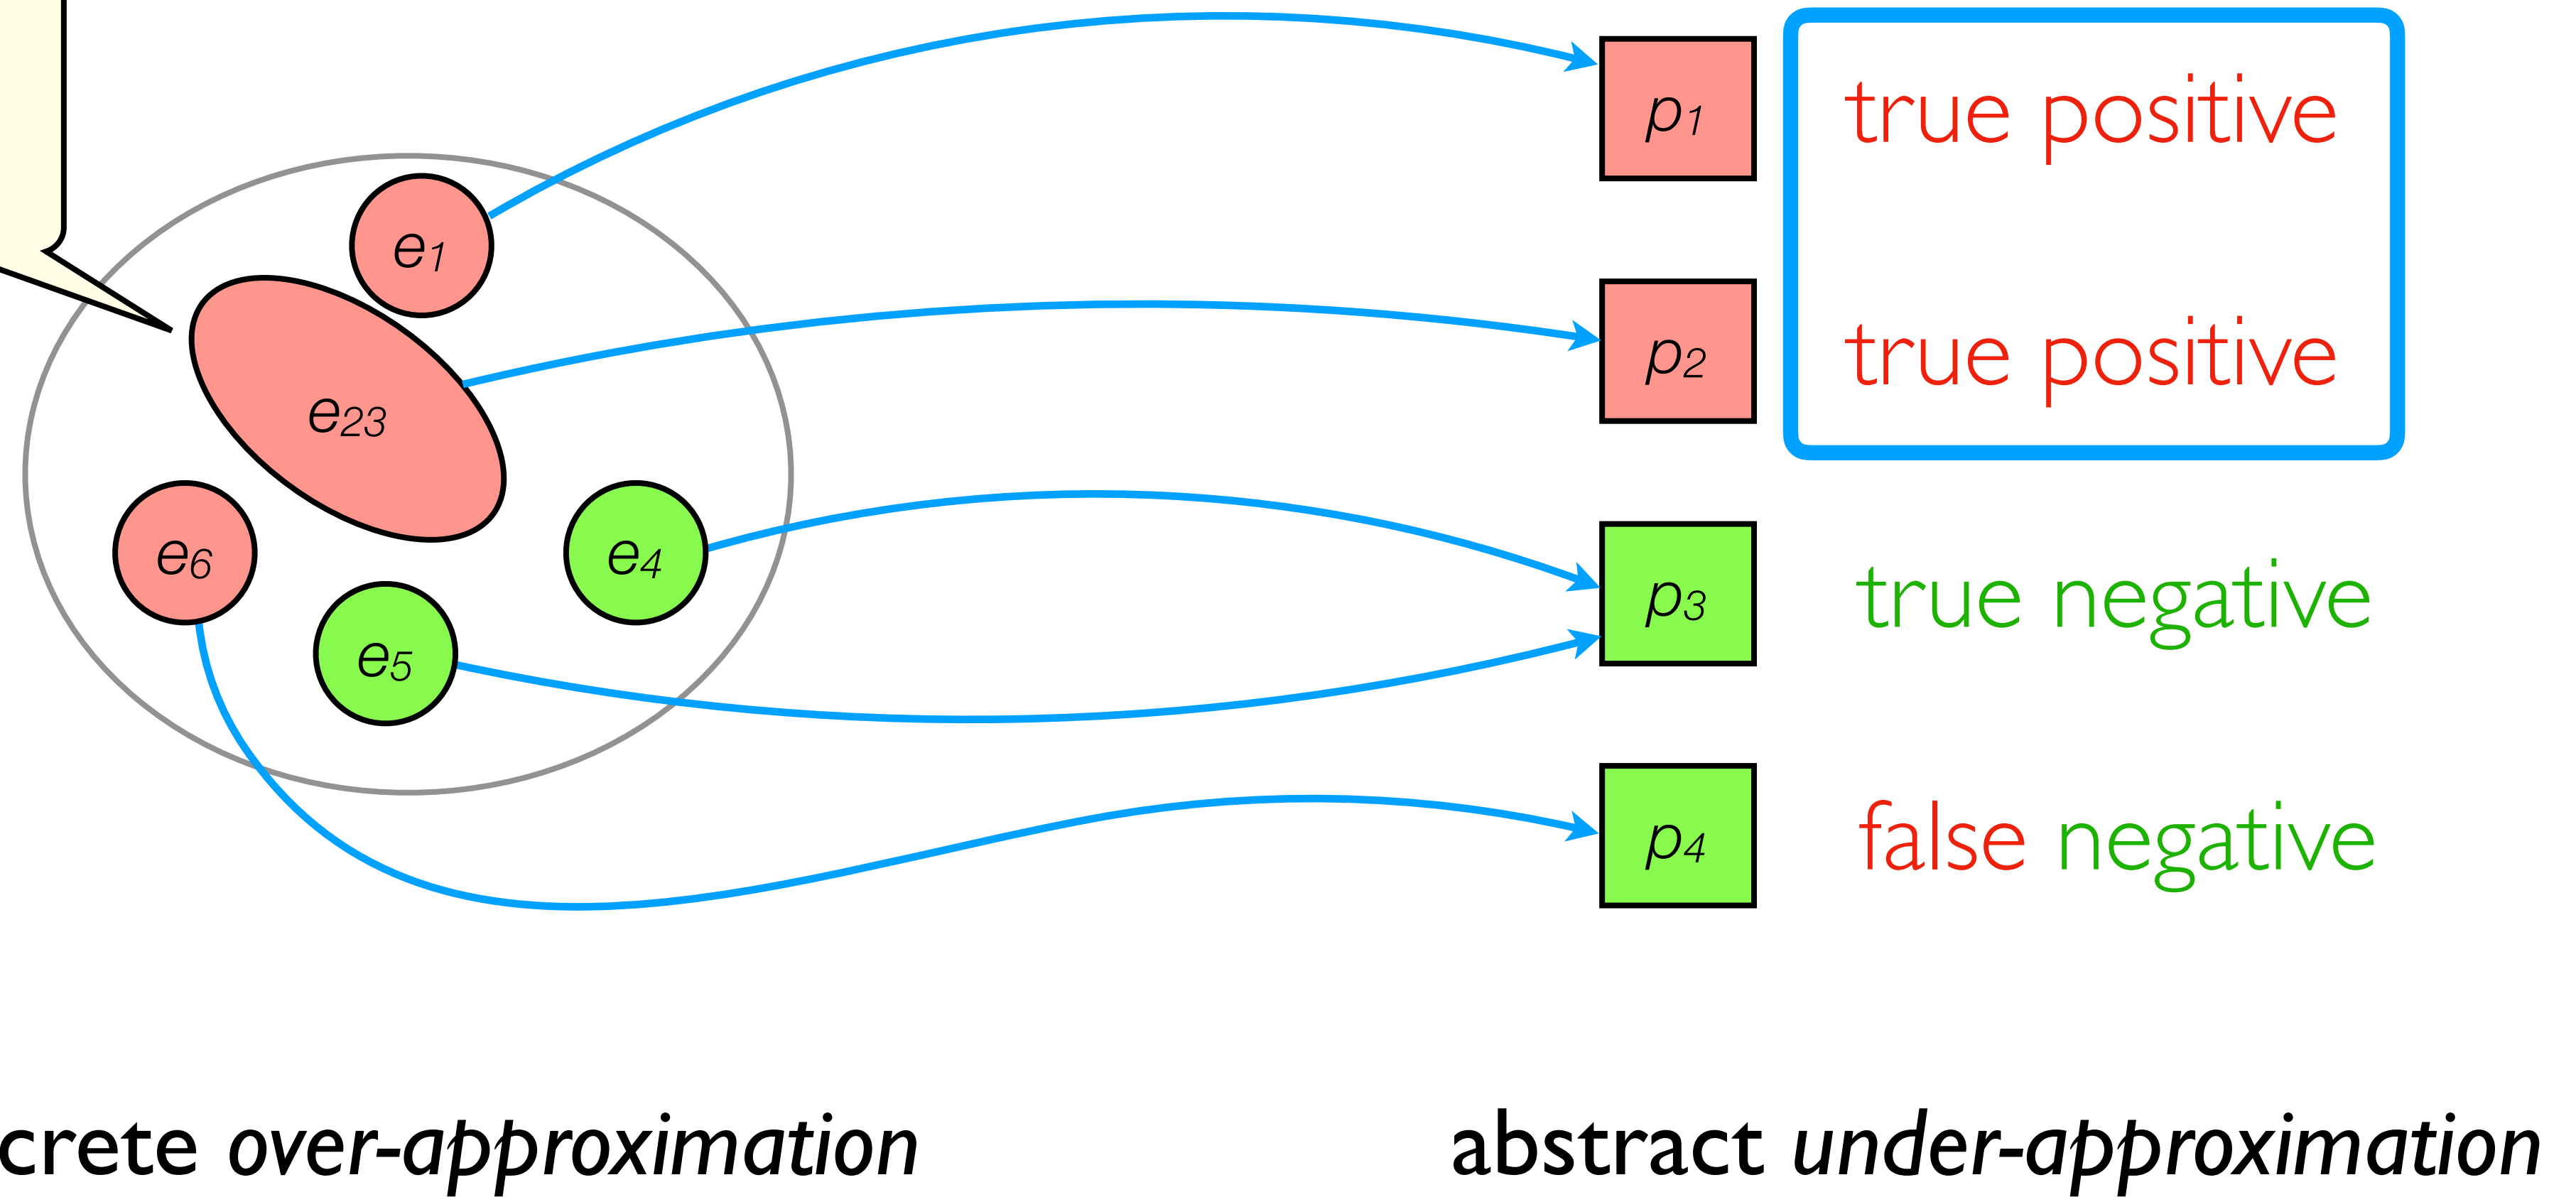 p1 true positive
e1
p2 true positive
e23
e6 e4
p3 true negative
e5
p4 false negative
crete over-approximation abstract under-approximation